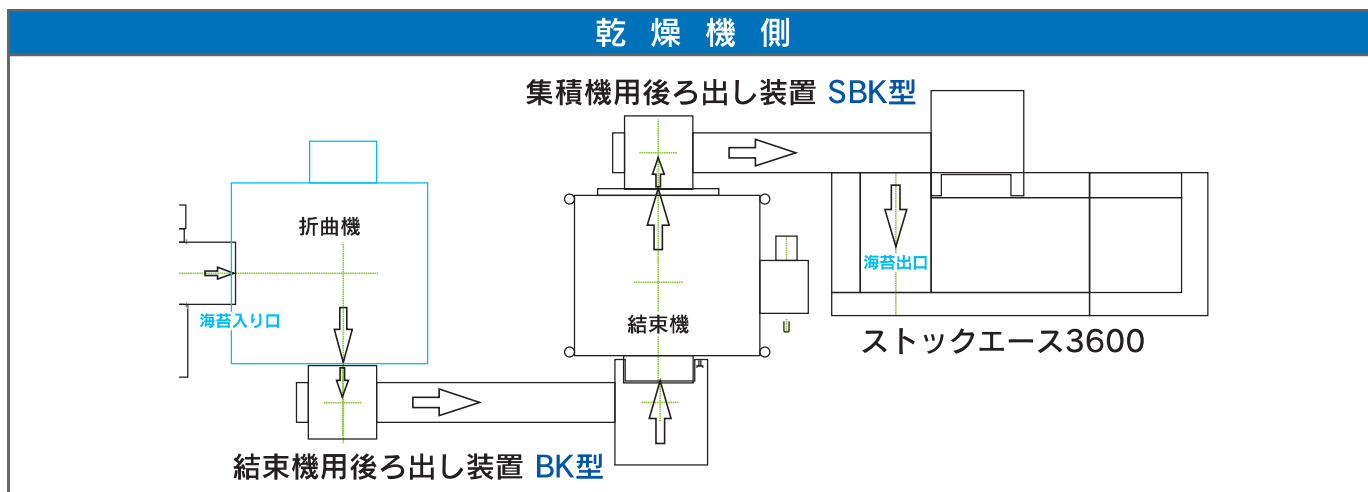 乾燥機側
集積機用後ろ出し装置 SBK型
折曲機
海苔入り口
結束機
海苔出口
ストックエース3600
結束機用後ろ出し装置 BK型